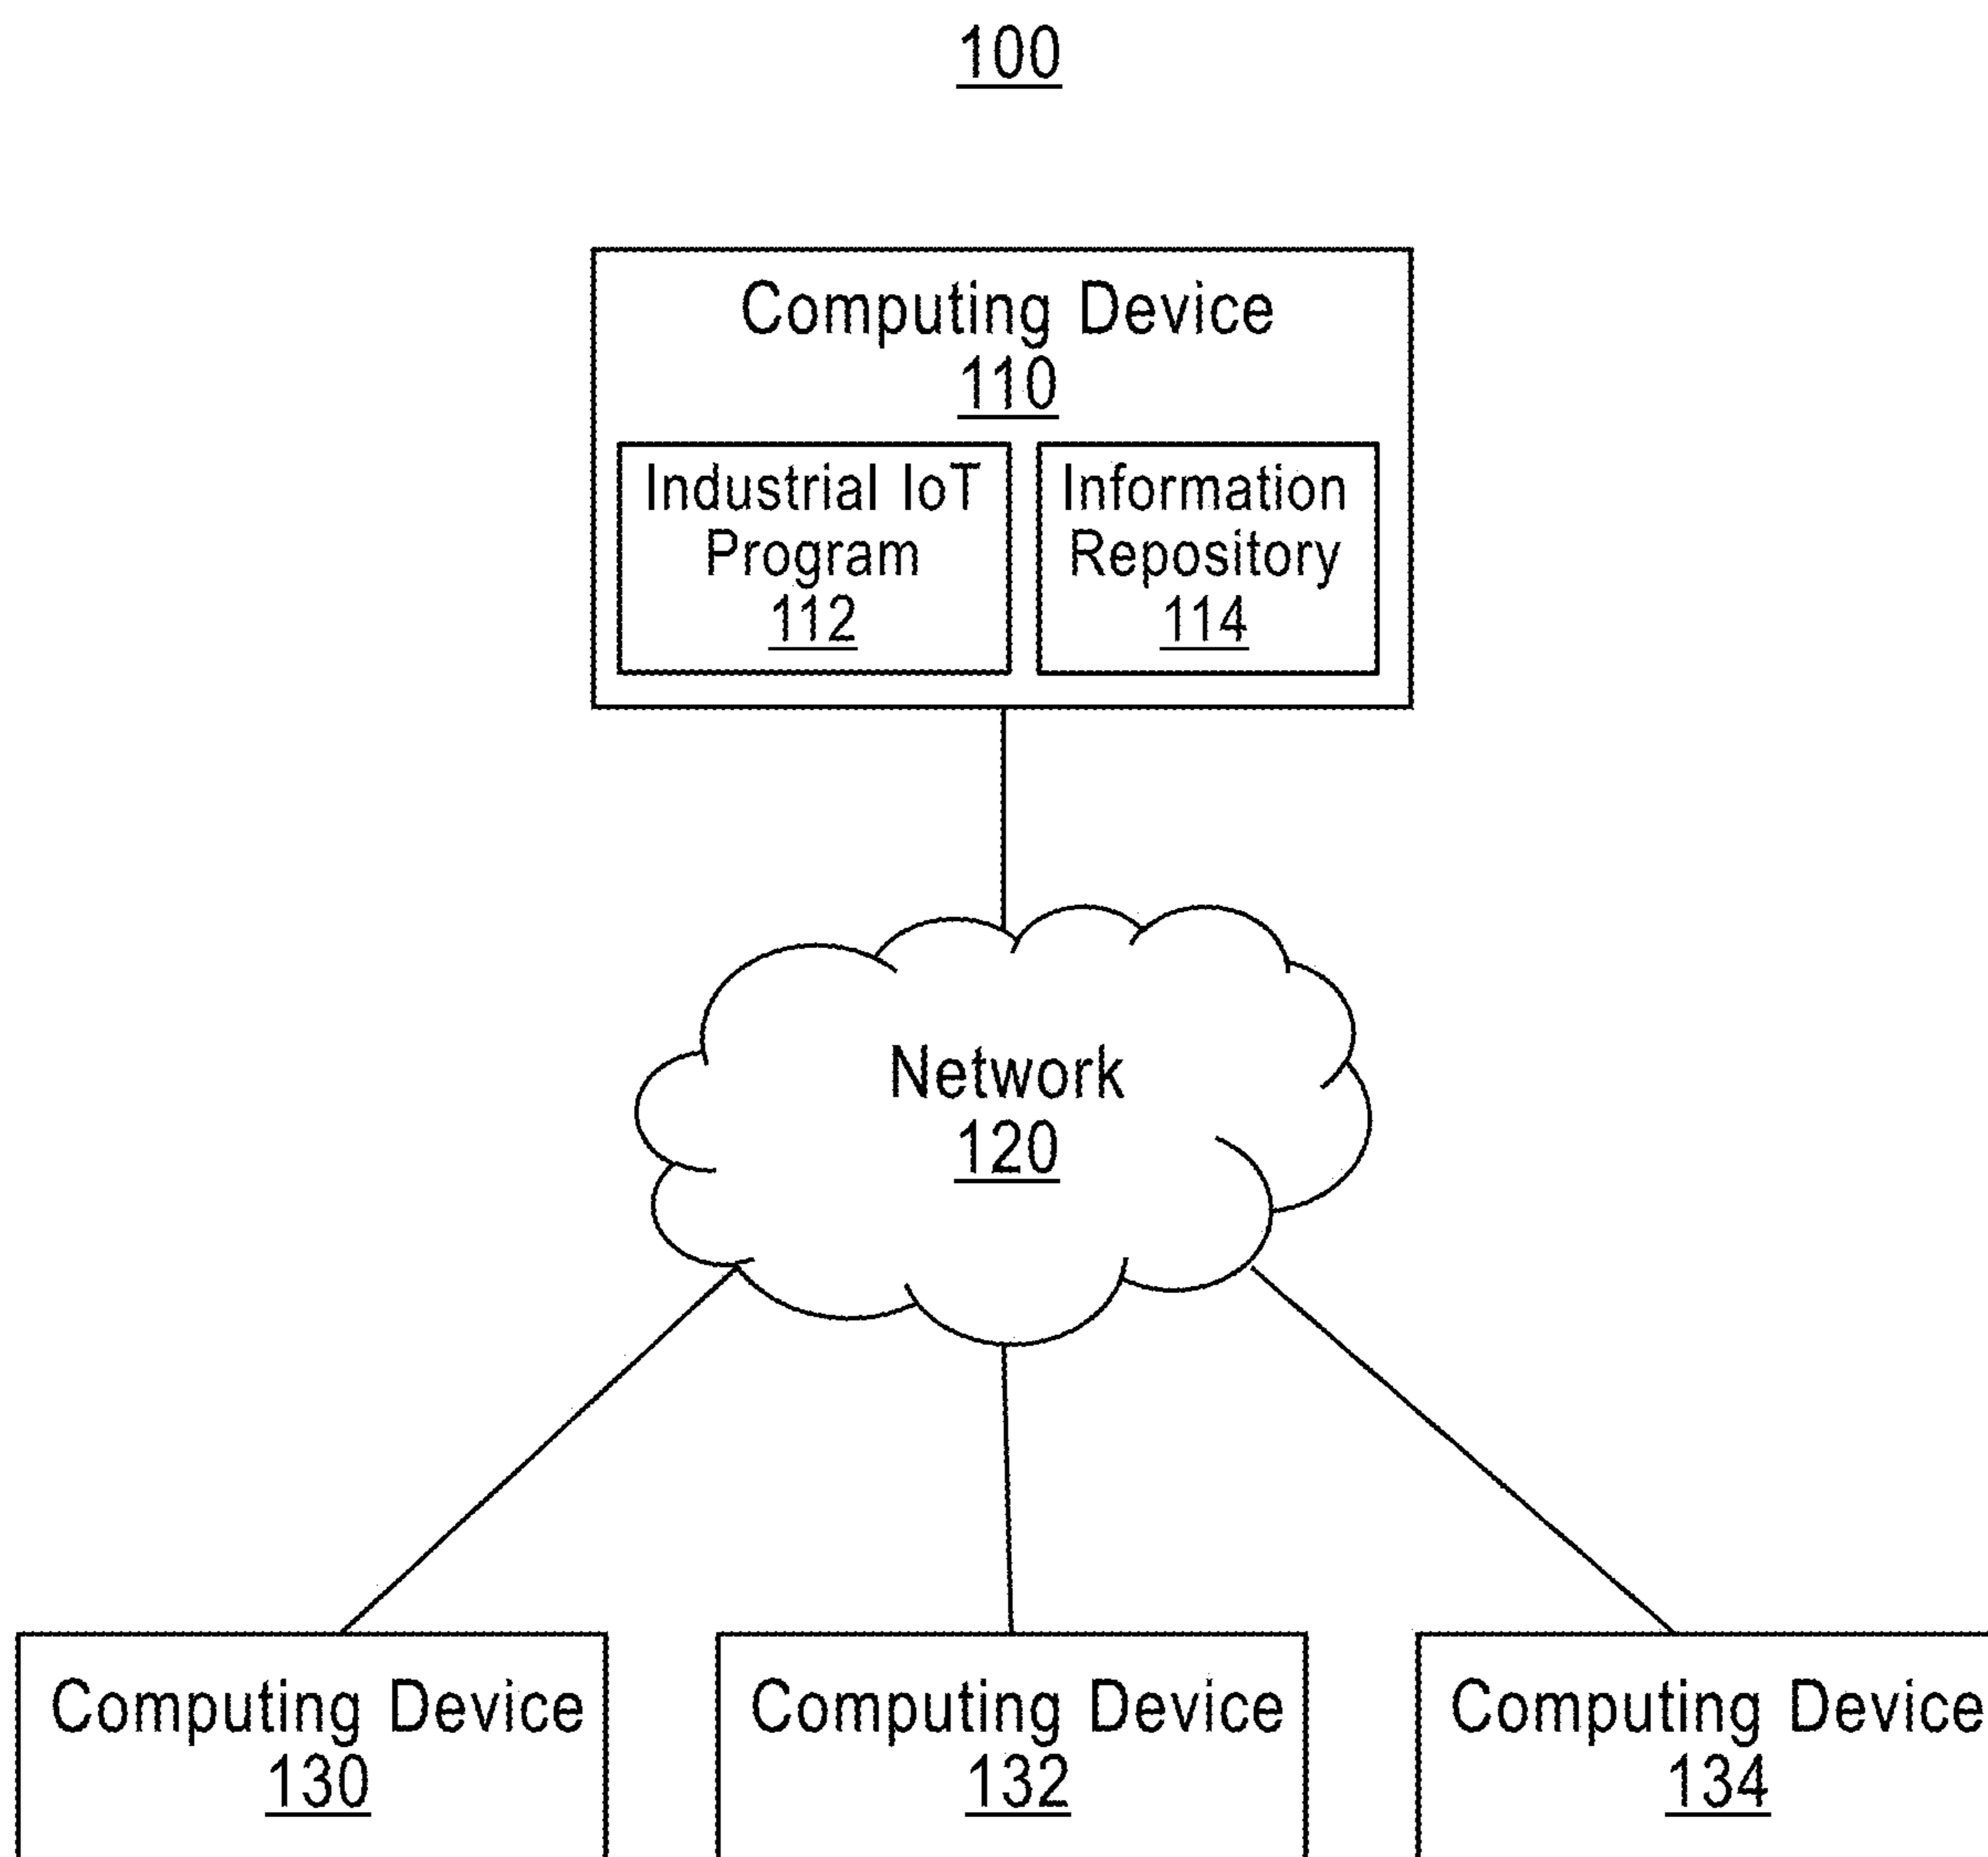 100
Computing Device
110
Industrial IoT
Program
112
Information
Repository
114
Network
120
Computing Device
130
Computing Device
132
Computing Device
134